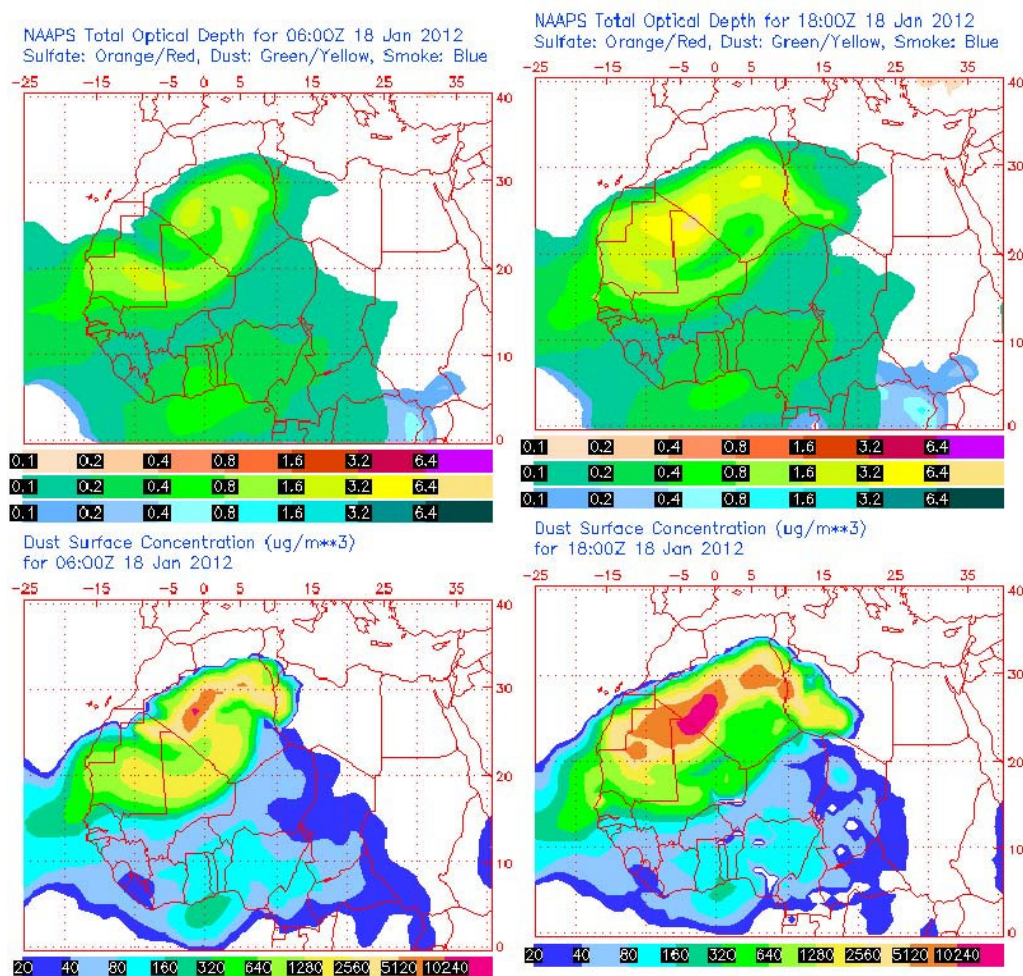 NAAPS Total Optical Depth for 06:00Z 18 Jan 2012
Sulfate: Orange/Red, Dust: Green/Yellow, Smoke: Blue
-25 -15 -5 0 5 15 25 35
40
30
20
10
0
0.1 0.2 0.4 0.8 1.6 3.2 6.4
0.1 0.2 0.4 0.8 1.6 3.2 6.4
0.1 0.2 0.4 0.8 1.6 3.2 6.4
NAAPS Total Optical Depth for 18:00Z 18 Jan 2012
Sulfate: Orange/Red, Dust: Green/Yellow, Smoke: Blue
-25 -15 -5 0 5 15 25 35
40
30
20
10
0
0.1 0.2 0.4 0.8 1.6 3.2 6.4
0.1 0.2 0.4 0.8 1.6 3.2 6.4
0.1 0.2 0.4 0.8 1.6 3.2 6.4
Dust Surface Concentration (ug/m**3)
for 06:00Z 18 Jan 2012
-25 -15 -5 0 5 15 25 35
40
30
20
10
0
20 40 80 160 320 640 1280 2560 5120 10240
Dust Surface Concentration (ug/m**3)
for 18:00Z 18 Jan 2012
-25 -15 -5 0 5 15 25 35
40
30
20
10
0
20 40 80 160 320 640 1280 2560 5120 10240